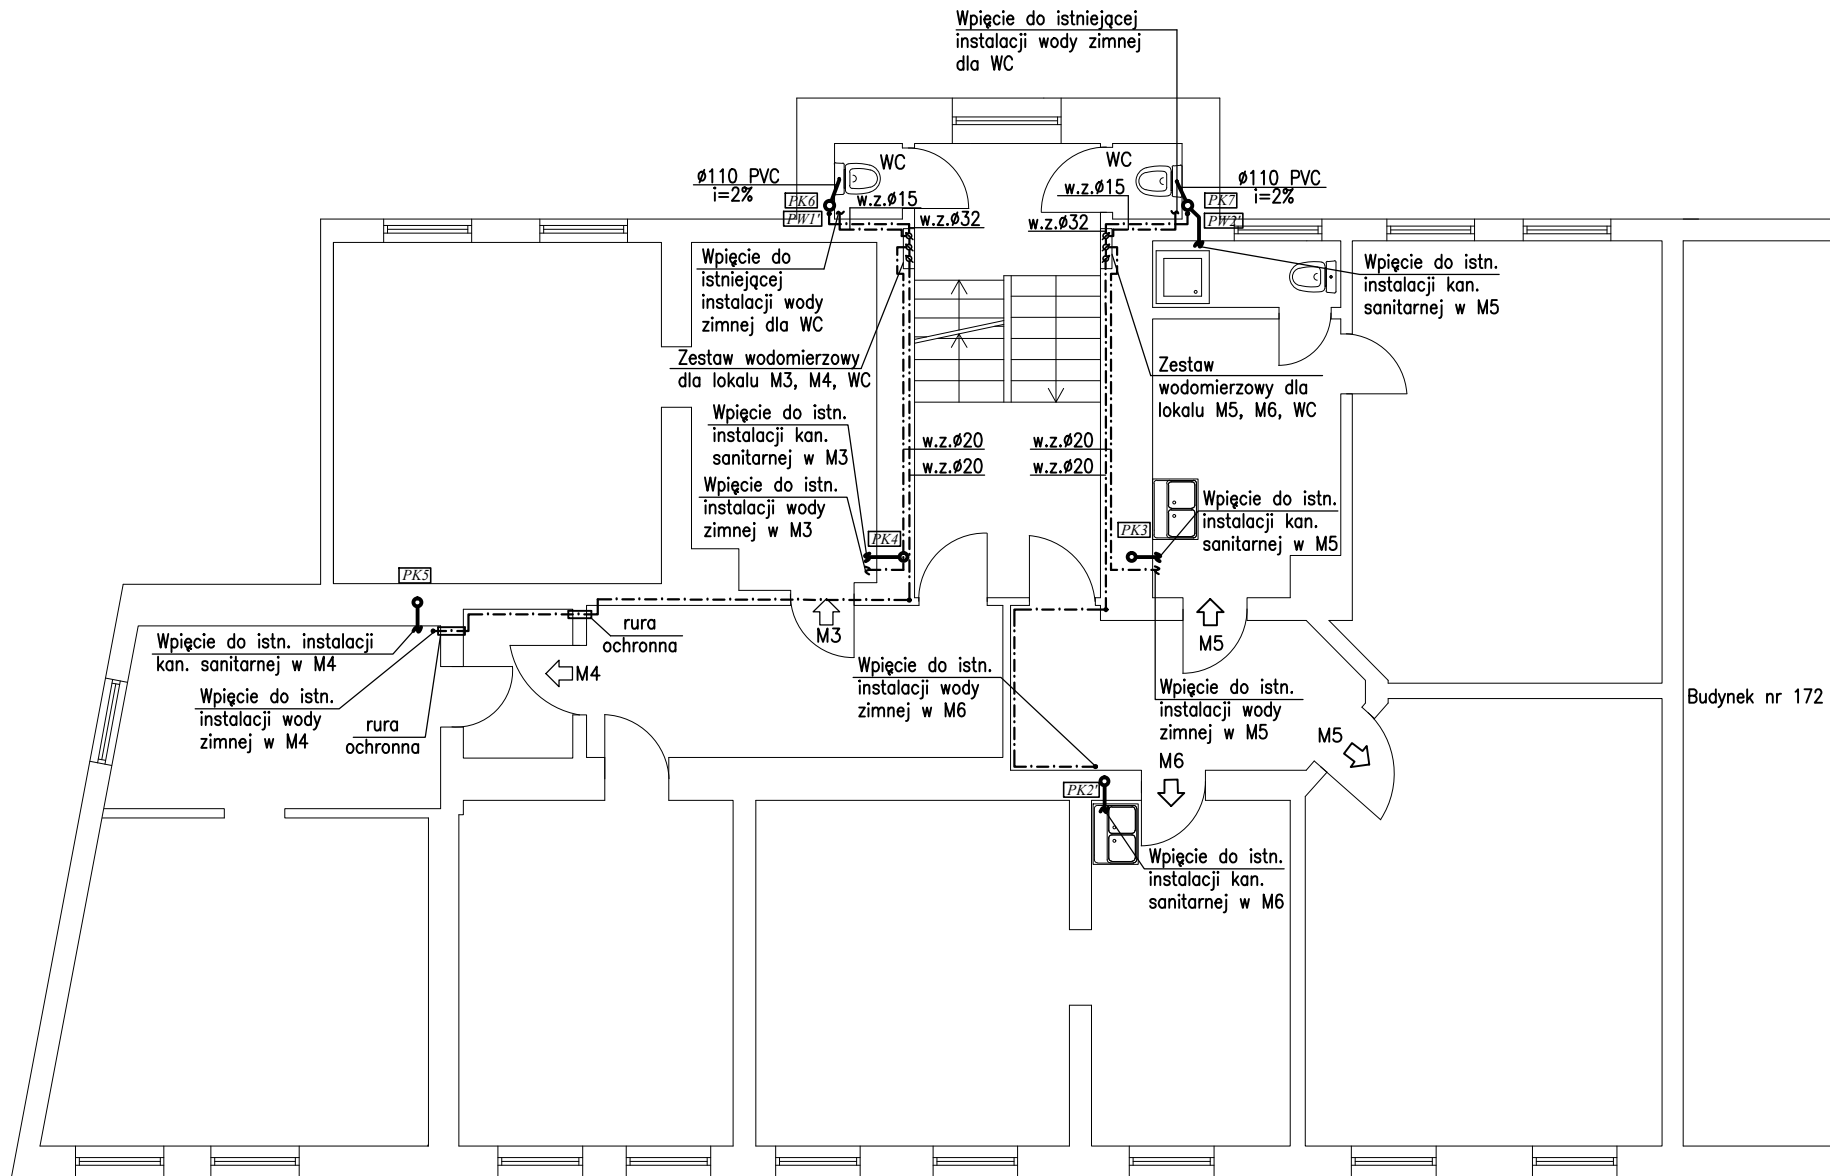 Wpięcie do istniejącej
instalacji wody zimnej
dla WC
WC
WC
ø110 PVC
i=2%
PK6
PW1'
w.z.ø15
w.z.ø32
w.z.ø15
w.z.ø32
ø110 PVC
i=2%
PK7
PW2'
Wpięcie do
istniejącej
instalacji wody
zimnej dla WC
Wpięcie do istn.
instalacji kan.
sanitarnej w M5
Zestaw wodomierzowy
dla lokalu M3, M4, WC
Zestaw
wodomierzowy dla
lokalu M5, M6, WC
Wpięcie do istn.
instalacji kan.
sanitarnej w M3
w.z.ø20
w.z.ø20
w.z.ø20
w.z.ø20
Wpięcie do istn.
instalacji wody
zimnej w M3
Wpięcie do istn.
instalacji kan.
sanitarnej w M5
PK4
PK3
PK5
rura
ochronna
M3
M5
Wpięcie do istn. instalacji
kan. sanitarnej w M4
M4
Wpięcie do istn.
instalacji wody
zimnej w M6
Wpięcie do istn.
instalacji wody
zimnej w M4
rura
ochronna
Wpięcie do istn.
instalacji wody
zimnej w M5
Budynek nr 172
M5
M6
PK2'
Wpięcie do istn.
instalacji kan.
sanitarnej w M6